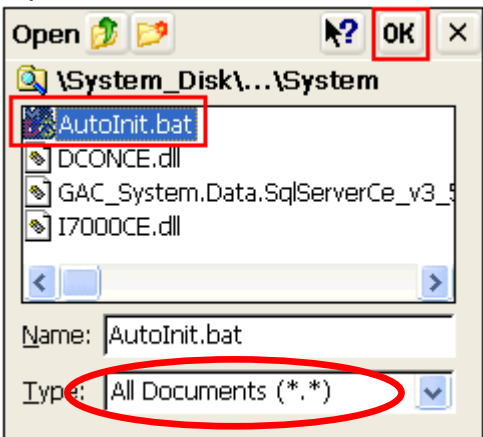 Open ? OK ×
\System_Disk\...\System
AutoInit.bat
DCONCE.dll
GAC_System.Data.SqlServerCe_v3_5
I7000CE.dll
Name: AutoInit.bat
Type: All Documents (*.*)